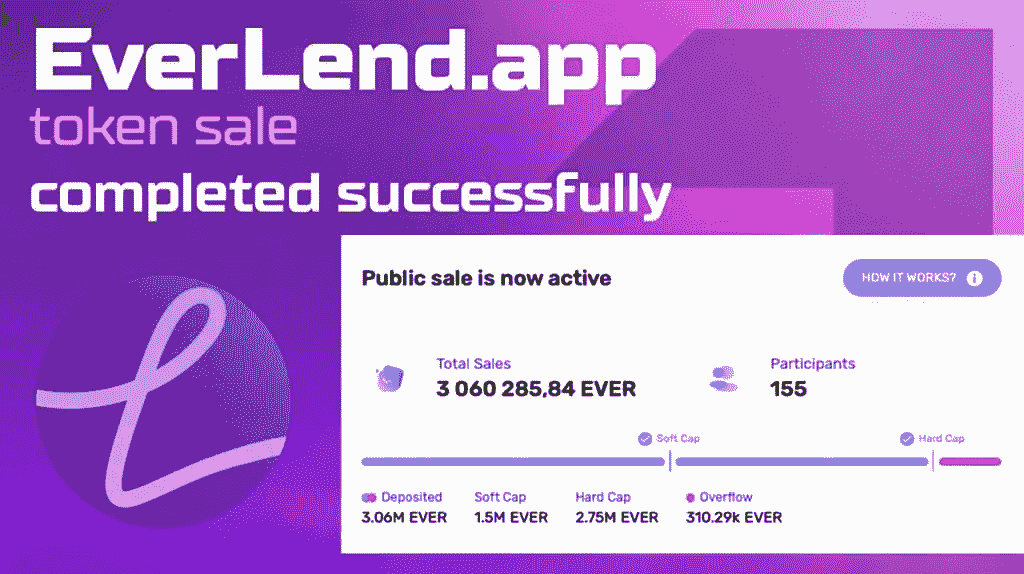 EverLend.app
token sale
completed successfully
Public sale is now active
HOW IT WORKS? i
Total Sales
3 060 285,84 EVER
Participants
155
Soft Cap
Hard Cap
Deposited
3.06M EVER
Soft Cap
1.5M EVER
Hard Cap
2.75M EVER
Overflow
310.29k EVER